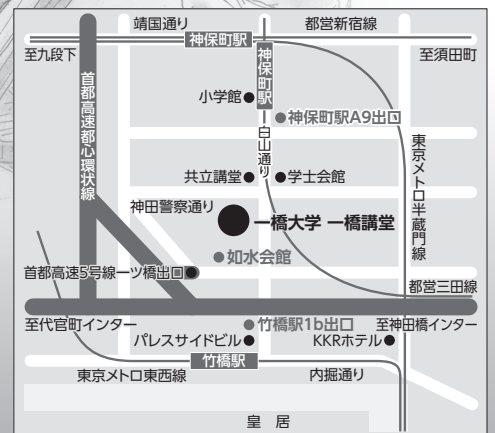 靖国通り
都営新宿線
神保町駅
至九段下
至須田町
神保町駅
首都高速都心環状線
小学館
神保町駅A9出口
白山通り
東京メトロ半蔵門線
共立講堂
学士会館
神田警察通り
一橋大学 一橋講堂
如水会館
首都高速5号線一ツ橋出口
都営三田線
至代官町インター
竹橋駅1b出口
至神田橋インター
パレスサイドビル
KKRホテル
竹橋駅
東京メトロ東西線
内掘通り
皇居